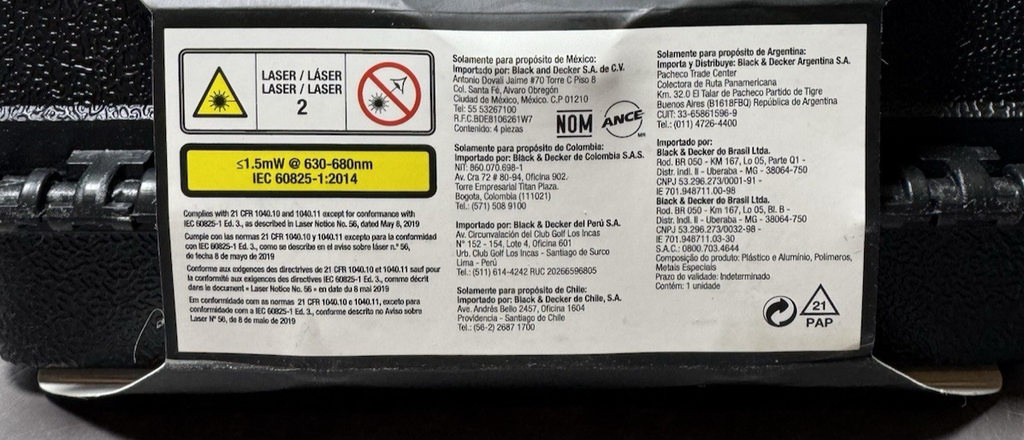 LASER / LÁSER
LASER / LASER
2
≤1.5mW @ 630-680nm
IEC 60825-1:2014
Complies with 21 CFR 1040.10 and 1040.11 except for conformance with
IEC 60825-1 Ed. 3., as described in Laser Notice No. 56, dated May 8, 2019
Cumple con las normas 21 CFR 1040.10 y 1040.11 excepto para la conformidad
con IEC 60825-1 Ed. 3., como se describe en el aviso sobre láser n.° 56,
de fecha 8 de mayo de 2019
Conforme aux exigences des directrives de 21 CFR 1040.10 et 1040.11 sauf pour
la conformité aux exigences des directives IEC 60825-1 Ed. 3., comme décrit
dans le document « Laser Notice No. 56 » en date du 8 mai 2019
Em conformidade com as normas 21 CFR 1040.10 e 1040.11, exceto para
conformidade com a IEC 60825-1 Ed. 3., conforme descrito no Aviso sobre
Laser Nº 56, de 8 de maio de 2019
Solamente para propósito de México:
Importado por: Black and Decker S.A. de C.V.
Antonio Dovali Jaime #70 Torre C Piso 8
Col. Santa Fé, Alvaro Obregón
Ciudad de México, México. C.P 01210
Tel: 55 53267100
R.F.C.BDE8106261W7
Contenido: 4 piezas
NOM
ANCE
MR
Solamente para propósito de Colombia:
Importado por: Black & Decker de Colombia S.A.S.
NIT: 860.070.698-1
Av. Cra 72 # 80-94, Oficina 902.
Torre Empresarial Titan Plaza.
Bogota, Colombia (111021)
Tel.: (571) 508 9100
Importado por: Black & Decker del Perú S.A.
Av. Circunvalación del Club Golf Los Incas
N° 152 - 154, Lote 4, Oficina 601
Urb. Club Golf Los Incas - Santiago de Surco
Lima - Perú
Tel.: (511) 614-4242 RUC 20266596805
Solamente para propósito de Chile:
Importado por: Black & Decker de Chile, S.A.
Ave. Andrés Bello 2457, Oficina 1604
Providencia - Santiago de Chile
Tel.: (56-2) 2687 1700
Solamente para propósito de Argentina:
Importa y Distribuye: Black & Decker Argentina S.A.
Pacheco Trade Center
Colectora de Ruta Panamericana
Km. 32.0 El Talar de Pacheco Partido de Tigre
Buenos Aires (B1618FBQ) República de Argentina
CUIT: 33-65861596-9
Tel.: (011) 4726-4400
Importado por:
Black & Decker do Brasil Ltda.
Rod. BR 050 - KM 167, Lo 05, Parte Q1 -
Distr. Indl. II - Uberaba - MG - 38064-750
CNPJ 53.296.273/0001-91 -
IE 701.948711.00-98
Black & Decker do Brasil Ltda.
Rod. BR 050 - Km 167, Lo 05, Bl. B -
Distr. Indl. II - Uberaba - MG - 38064-750
CNPJ 53.296.273/0032-98 -
IE 701.948711.03-30
S.A.C.: 0800.703.4644
Composição do produto: Plástico e Alumínio, Polímeros,
Metais Especiais
Prazo de validade: Indeterminado
Contém: 1 unidade
21
PAP